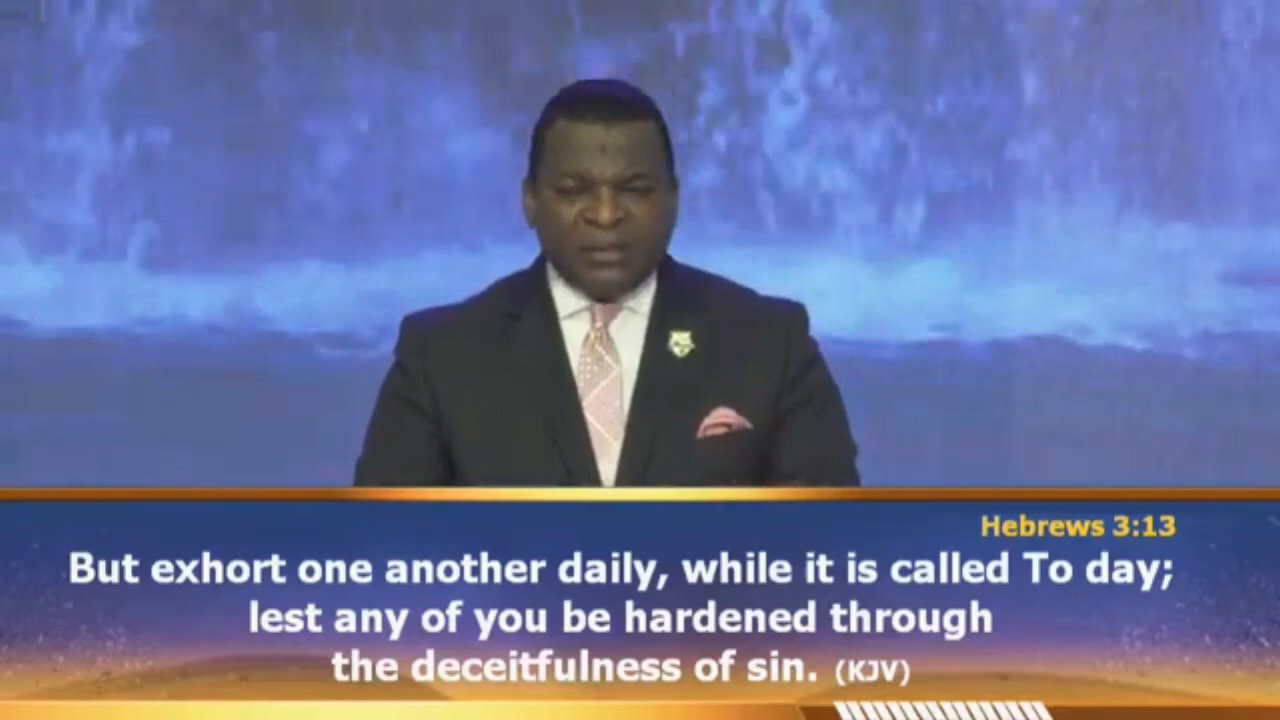 Hebrews 3:13
But exhort one another daily, while it is called To day;
lest any of you be hardened through
the deceitfulness of sin. (KJV)